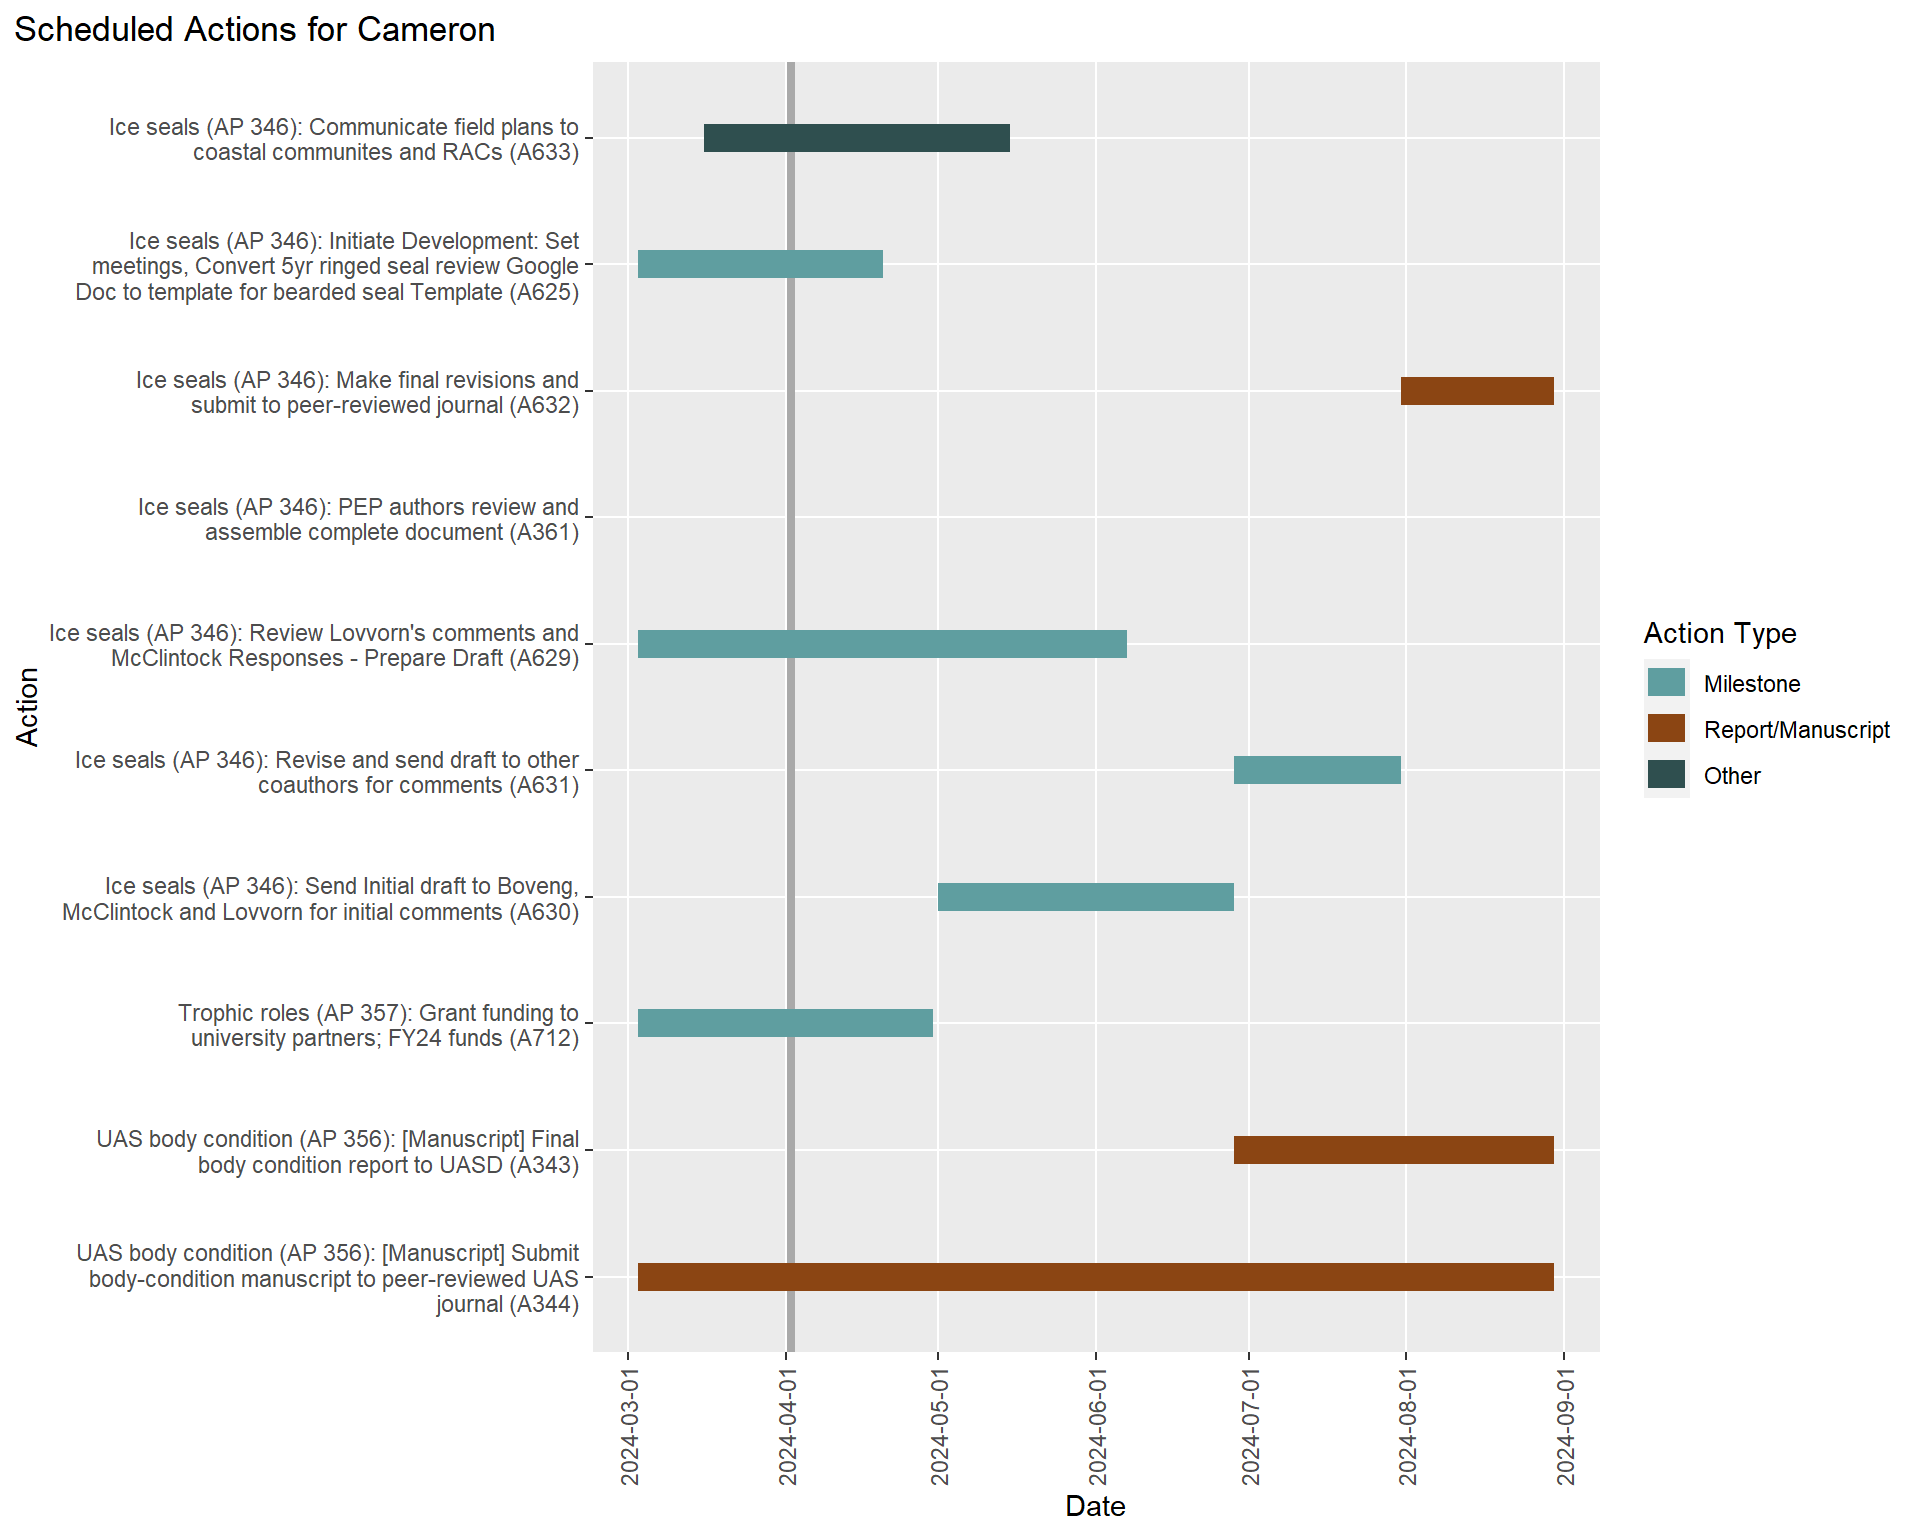 Scheduled Actions for Cameron
Ice seals (AP 346): Communicate field plans to
coastal communites and RACs (A633)
Ice seals (AP 346): Initiate Development: Set
meetings, Convert 5yr ringed seal review Google
Doc to template for bearded seal Template (A625)
Ice seals (AP 346): Make final revisions and
submit to peer-reviewed journal (A632)
Ice seals (AP 346): PEP authors review and
assemble complete document (A361)
Ice seals (AP 346): Review Lovvorn's comments and
McClintock Responses - Prepare Draft (A629)
Ice seals (AP 346): Revise and send draft to other
coauthors for comments (A631)
Ice seals (AP 346): Send Initial draft to Boveng,
McClintock and Lovvorn for initial comments (A630)
Trophic roles (AP 357): Grant funding to
university partners; FY24 funds (A712)
UAS body condition (AP 356): [Manuscript] Final
body condition report to UASD (A343)
UAS body condition (AP 356): [Manuscript] Submit
body-condition manuscript to peer-reviewed UAS
journal (A344)
Action
2024-03-01
2024-04-01
2024-05-01
2024-06-01
2024-07-01
2024-08-01
2024-09-01
Date
Action Type
Milestone
Report/Manuscript
Other